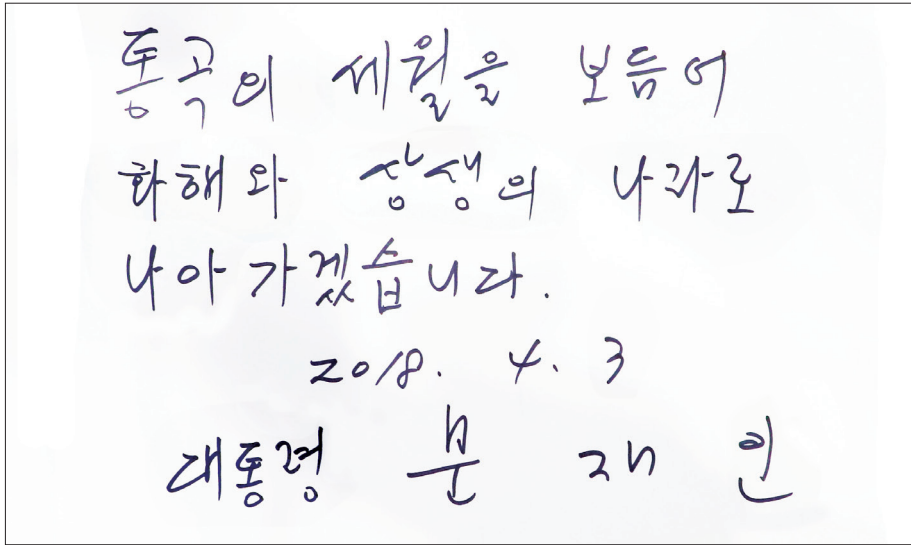 통곡의 세월을 보듬어
화해와 상생의 나라로
나아가겠습니다.
2018. 4. 3
대통령 문 재 인